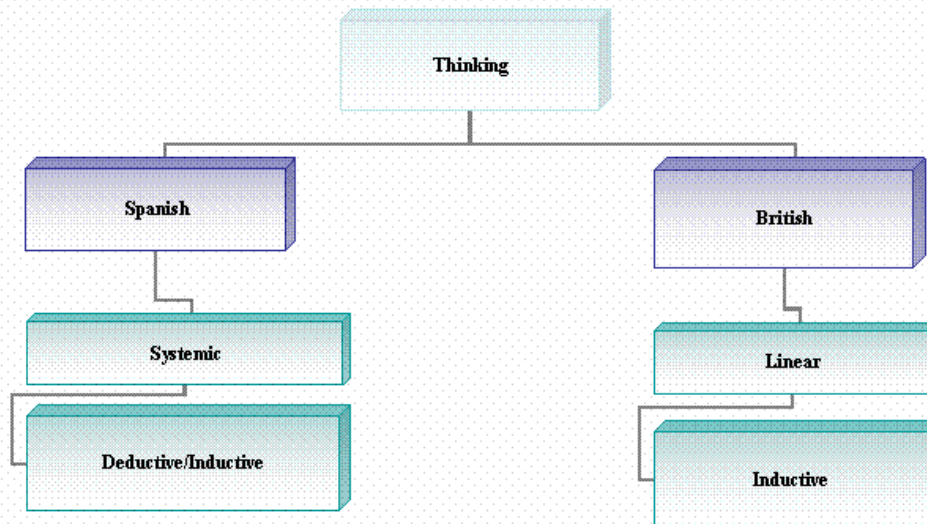 Thinking
Spanish
British
Systemic
Linear
Deductive/Inductive
Inductive